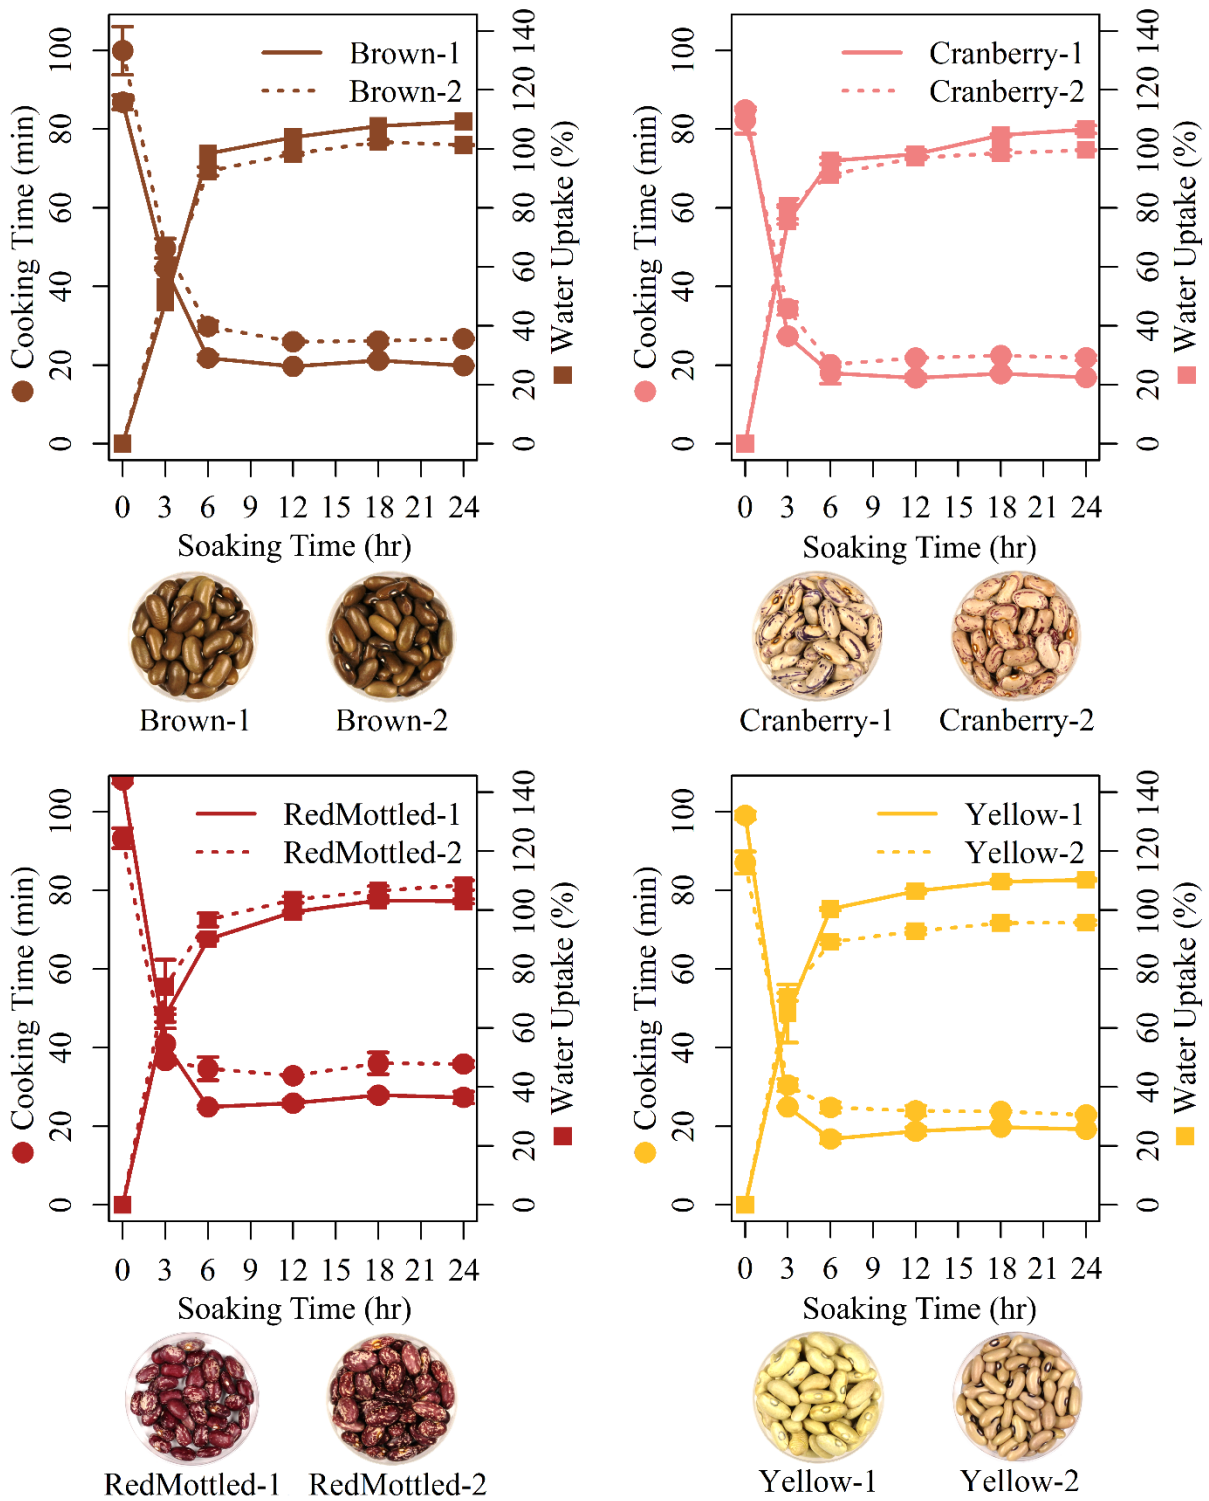 Brown-1
Brown-2
Cooking Time (min)
0 20 40 60 80 100
Water Uptake (%)
0 20 40 60 80 100 120 140
0 3 6 9 12 15 18 21 24
Soaking Time (hr)
Brown-1 Brown-2
Cranberry-1
Cranberry-2
Cooking Time (min)
0 20 40 60 80 100
Water Uptake (%)
0 20 40 60 80 100 120 140
0 3 6 9 12 15 18 21 24
Soaking Time (hr)
Cranberry-1 Cranberry-2
RedMottled-1
RedMottled-2
Cooking Time (min)
0 20 40 60 80 100
Water Uptake (%)
0 20 40 60 80 100 120 140
0 3 6 9 12 15 18 21 24
Soaking Time (hr)
RedMottled-1 RedMottled-2
Yellow-1
Yellow-2
Cooking Time (min)
0 20 40 60 80 100
Water Uptake (%)
0 20 40 60 80 100 120 140
0 3 6 9 12 15 18 21 24
Soaking Time (hr)
Yellow-1 Yellow-2